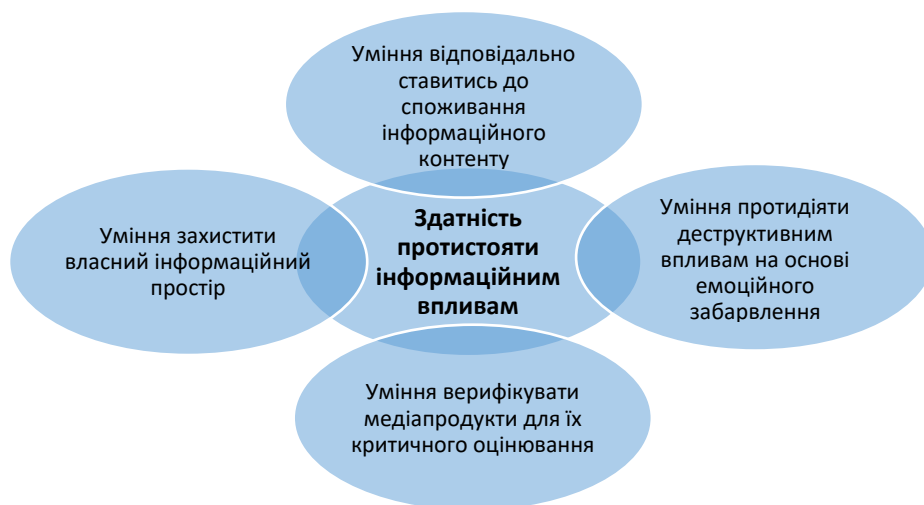 Уміння відповідально
ставитись до
споживання
інформаційного
контенту
Уміння захистити
власний інформаційний
простір
Здатність
протистояти
інформаційним
впливам
Уміння протидіяти
деструктивним
впливам на основі
емоційного
забарвлення
Уміння верифікувати
медіапродукти для їх
критичного оцінювання